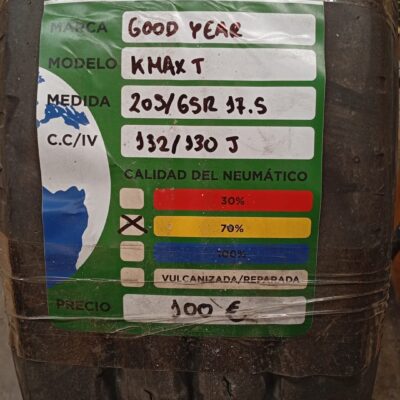 MARCA GOOD YEAR
MODELO KMAX T
MEDIDA 205/65R 17.5
C.C/IV 132/130 J
CALIDAD DEL NEUMÁTICO
30%
70%
100%
VULCANIZADA/REPARADA
PRECIO 100 €